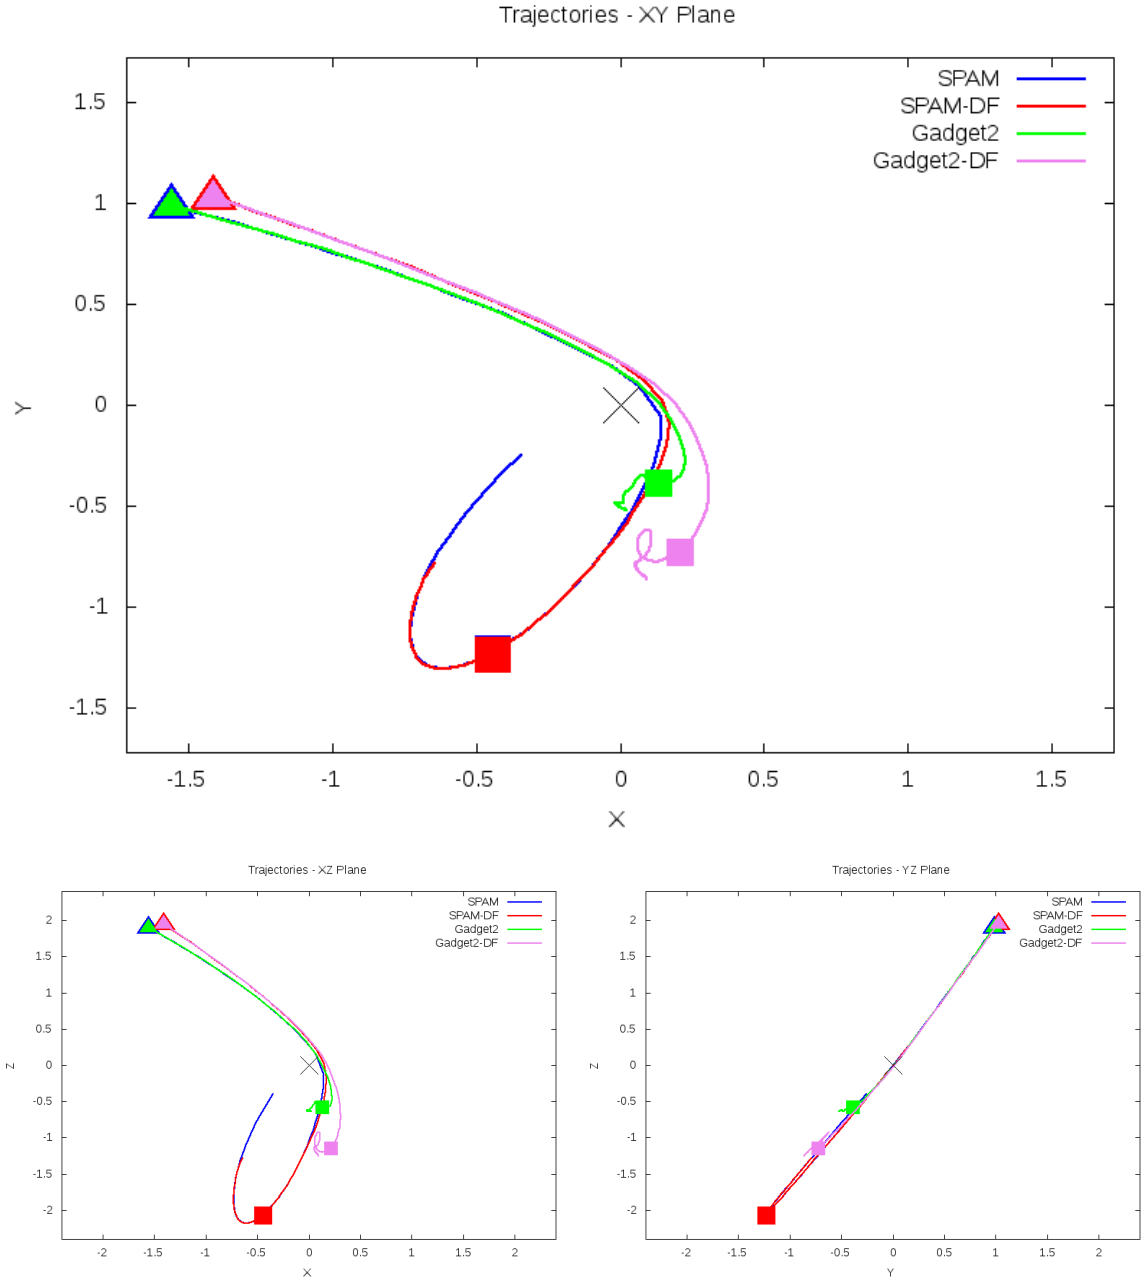 Trajectories - XY Plane
SPAM
SPAM-DF
Gadget2
Gadget2-DF
1.5
1
0.5
0
-0.5
-1
-1.5
Y
-1.5 -1 -0.5 0 0.5 1 1.5
X
Trajectories - XZ Plane
SPAM
SPAM-DF
Gadget2
Gadget2-DF
2
1.5
1
0.5
0
-0.5
-1
-1.5
-2
Z
-2 -1.5 -1 -0.5 0 0.5 1 1.5 2
X
Trajectories - YZ Plane
SPAM
SPAM-DF
Gadget2
Gadget2-DF
2
1.5
1
0.5
0
-0.5
-1
-1.5
-2
Z
-2 -1.5 -1 -0.5 0 0.5 1 1.5 2
Y